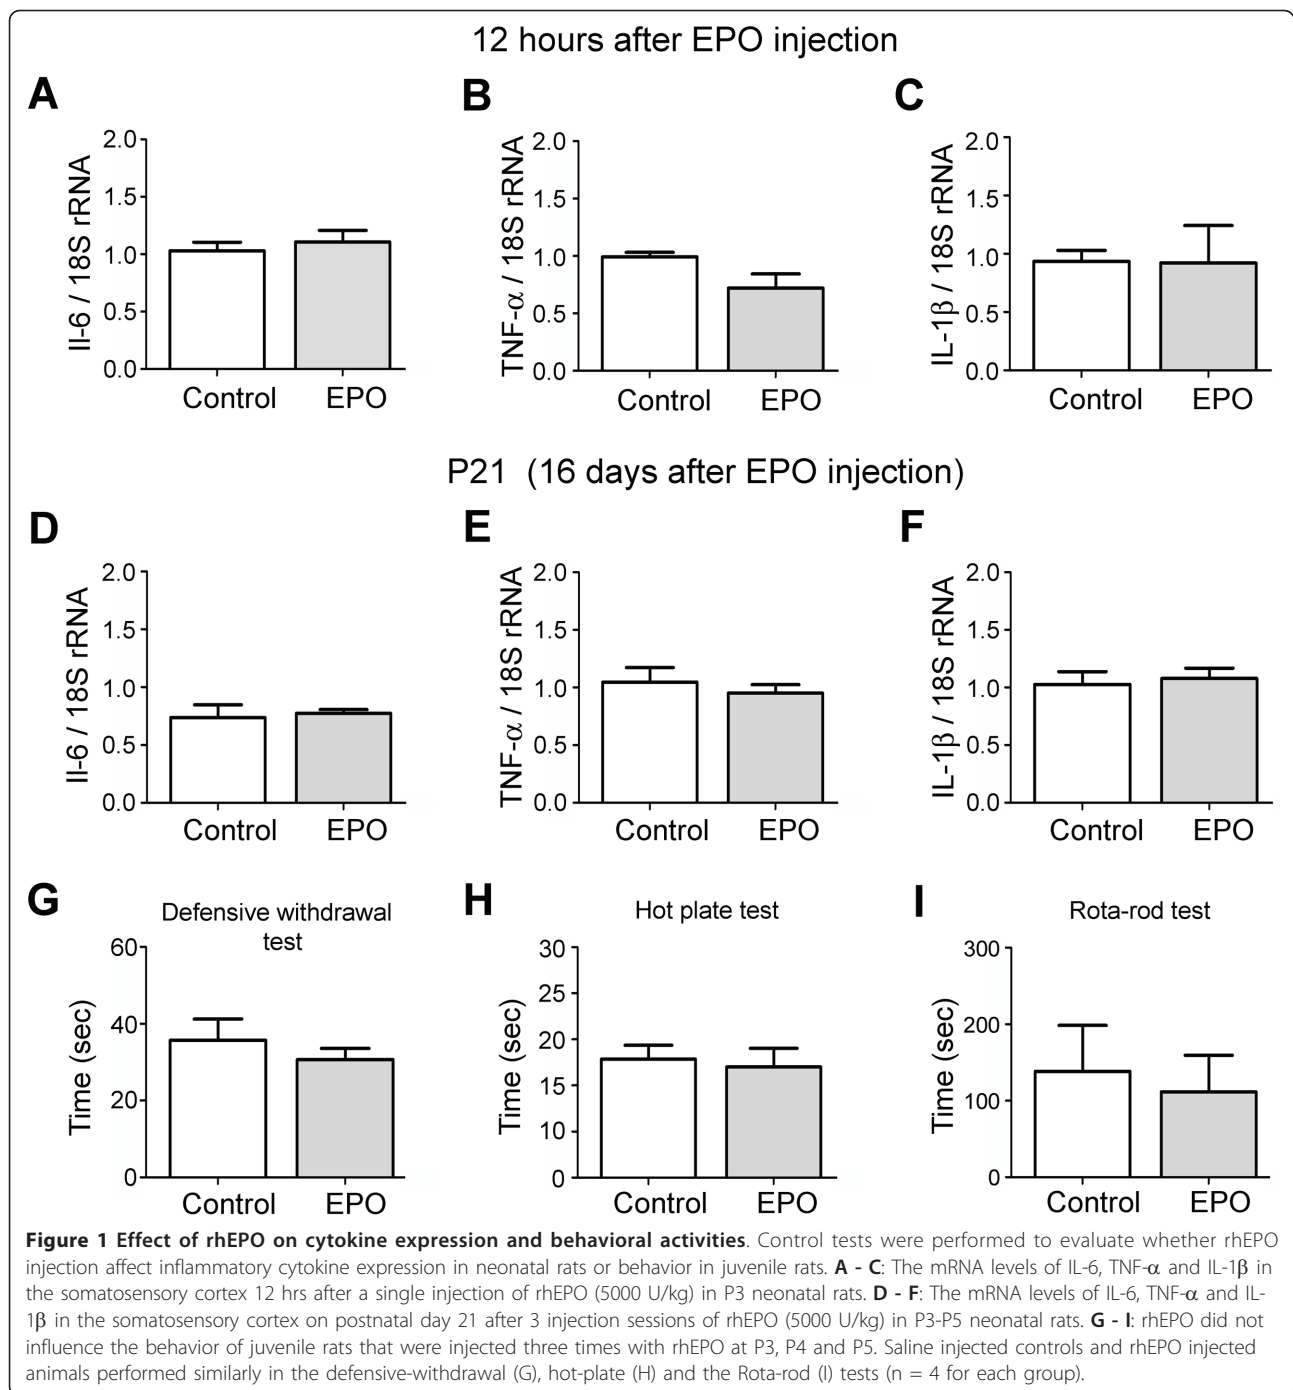 12 hours after EPO injection
A
B
C
Il-6 / 18S rRNA
2.0
1.5
1.0
0.5
0.0
Control
EPO
TNF-α / 18S rRNA
2.0
1.5
1.0
0.5
0.0
Control
EPO
IL-1β / 18S rRNA
2.0
1.5
1.0
0.5
0.0
Control
EPO
P21 (16 days after EPO injection)
D
E
F
Il-6 / 18S rRNA
2.0
1.5
1.0
0.5
0.0
Control
EPO
TNF-α / 18S rRNA
2.0
1.5
1.0
0.5
0.0
Control
EPO
IL-1β / 18S rRNA
2.0
1.5
1.0
0.5
0.0
Control
EPO
G
Defensive withdrawal
test
Time (sec)
60
40
20
0
Control
EPO
H
Hot plate test
Time (sec)
30
25
20
15
10
0
Control
EPO
I
Rota-rod test
Time (sec)
300
200
100
0
Control
EPO
Figure 1 Effect of rhEPO on cytokine expression and behavioral activities. Control tests were performed to evaluate whether rhEPO
injection affect inflammatory cytokine expression in neonatal rats or behavior in juvenile rats. A - C: The mRNA levels of IL-6, TNF-α and IL-1β in
the somatosensory cortex 12 hrs after a single injection of rhEPO (5000 U/kg) in P3 neonatal rats. D - F: The mRNA levels of IL-6, TNF-α and IL-
1β in the somatosensory cortex on postnatal day 21 after 3 injection sessions of rhEPO (5000 U/kg) in P3-P5 neonatal rats. G - I: rhEPO did not
influence the behavior of juvenile rats that were injected three times with rhEPO at P3, P4 and P5. Saline injected controls and rhEPO injected
animals performed similarly in the defensive-withdrawal (G), hot-plate (H) and the Rota-rod (I) tests (n = 4 for each group).